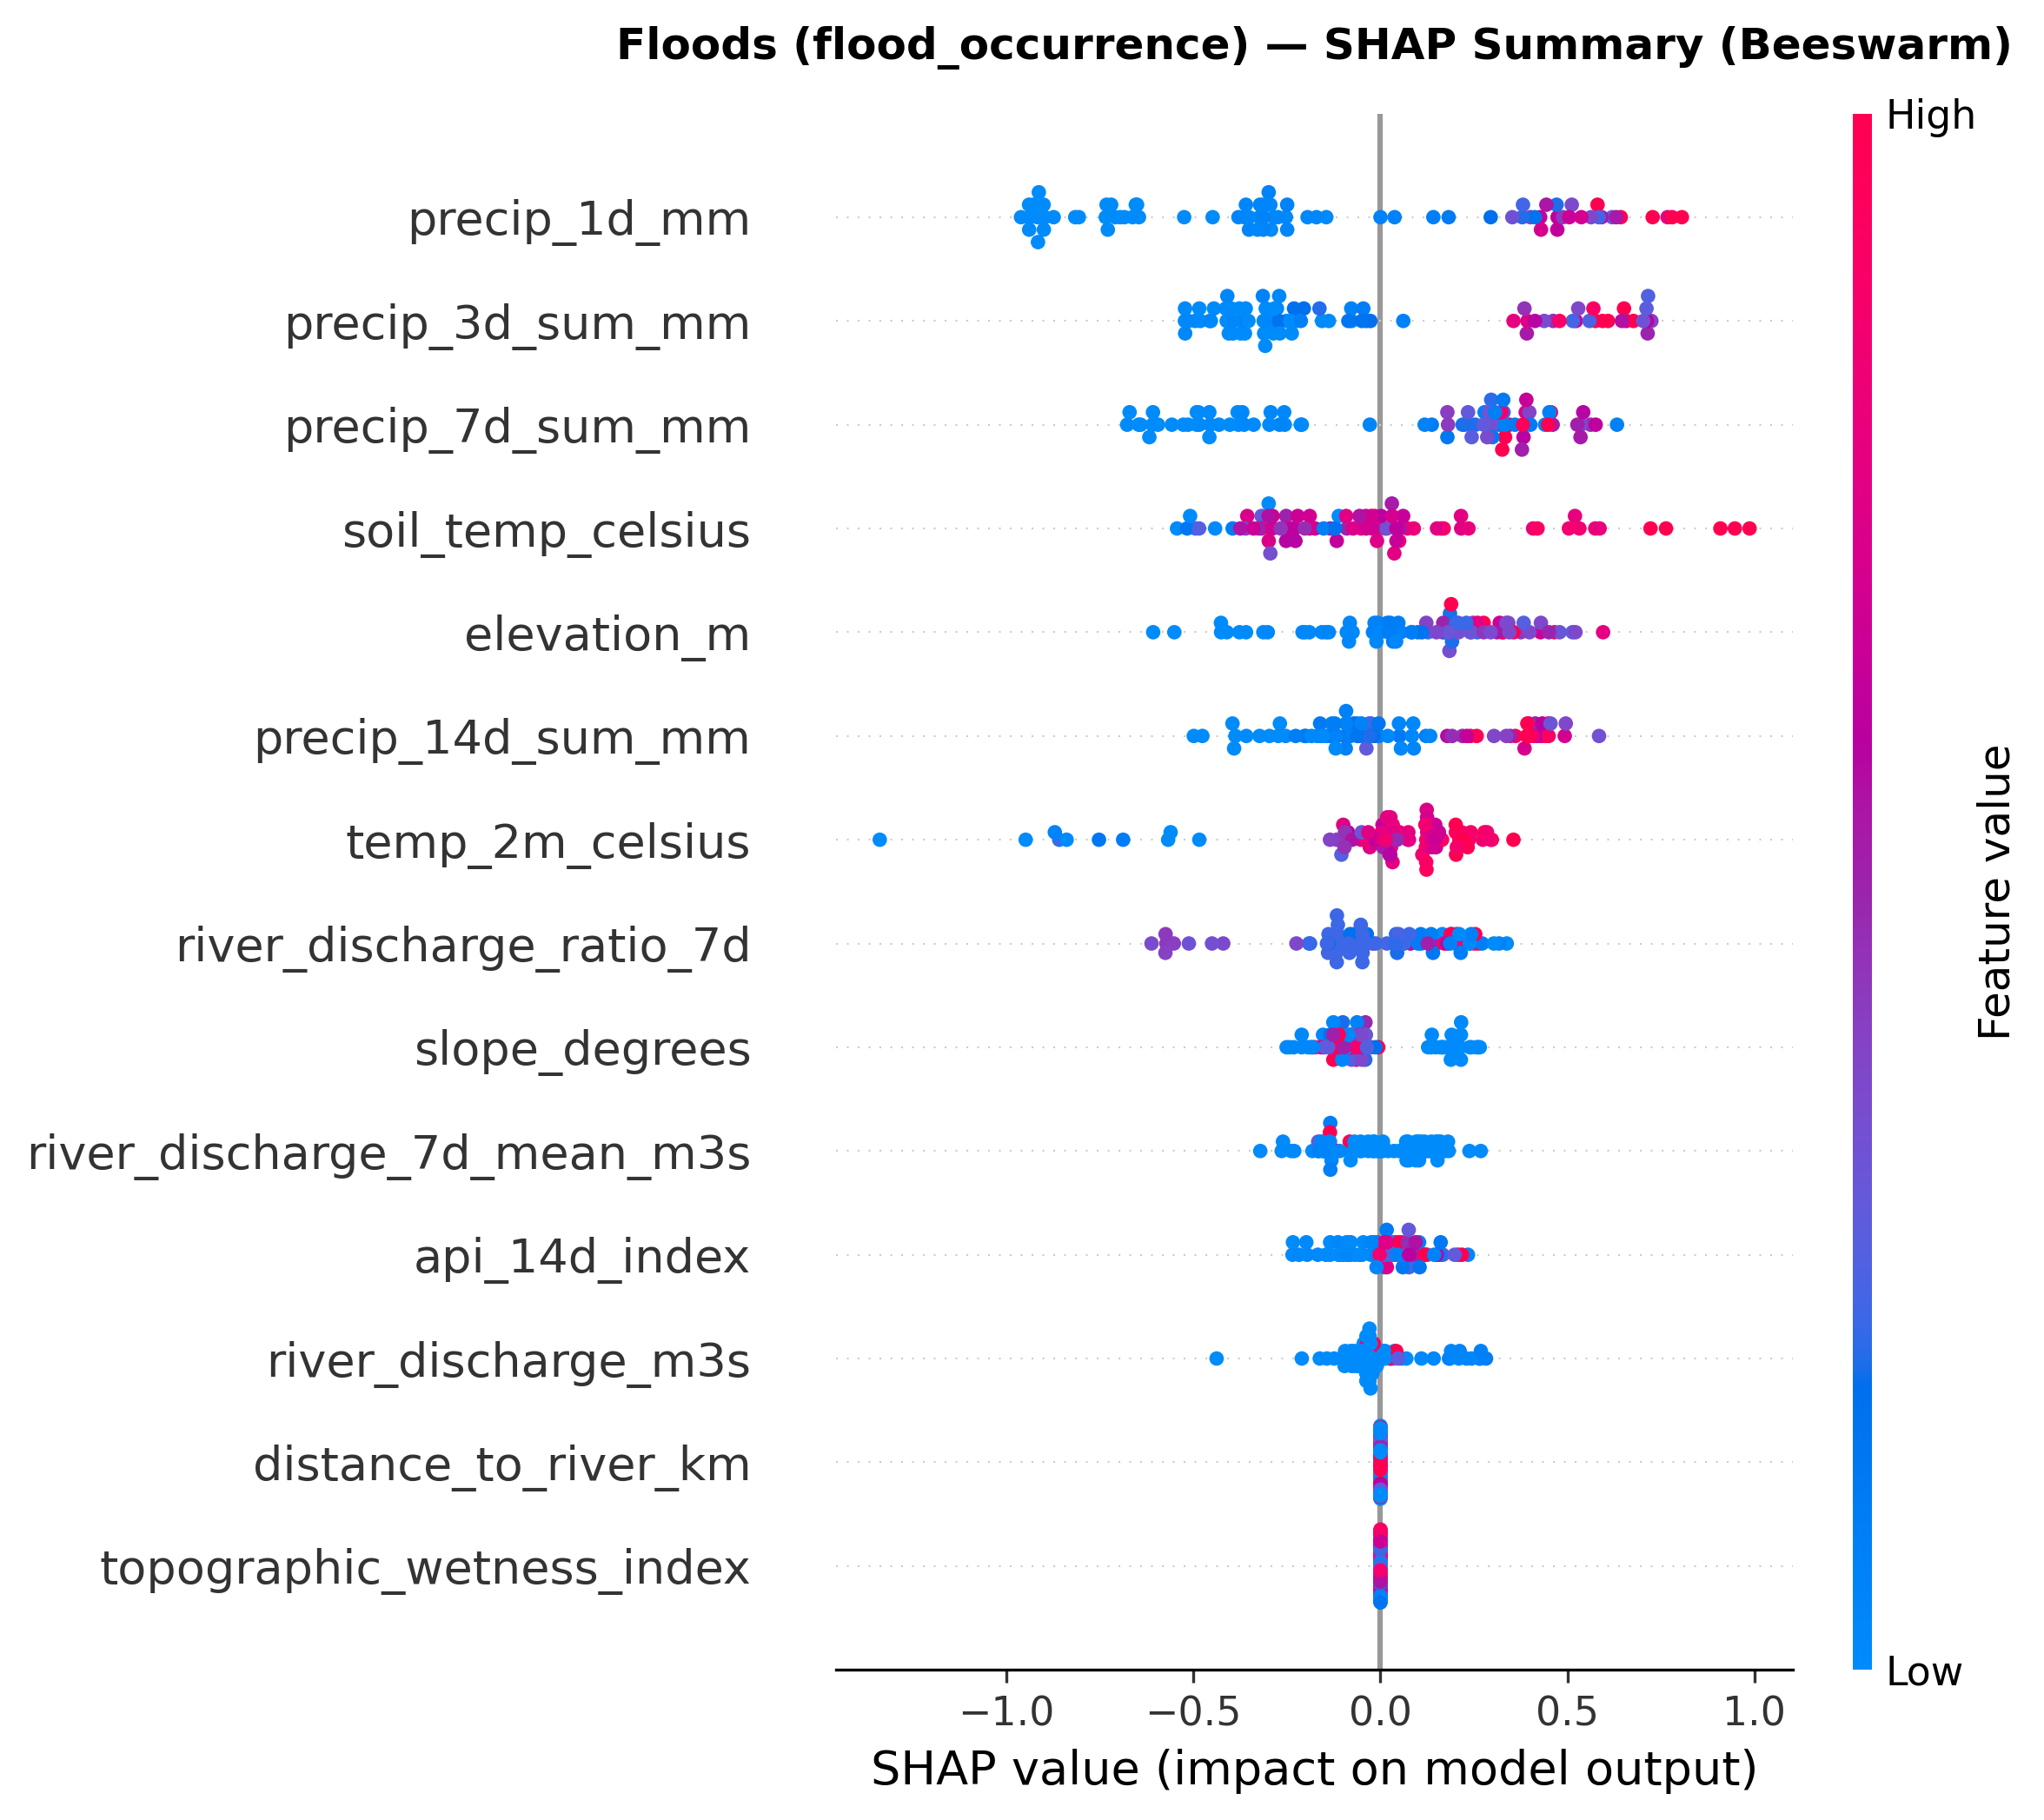 Floods (flood_occurrence) — SHAP Summary (Beeswarm)
High
precip_1d_mm
precip_3d_sum_mm
precip_7d_sum_mm
soil_temp_celsius
elevation_m
precip_14d_sum_mm
temp_2m_celsius
river_discharge_ratio_7d
slope_degrees
river_discharge_7d_mean_m3s
api_14d_index
river_discharge_m3s
distance_to_river_km
topographic_wetness_index
Feature value
Low
−1.0 −0.5 0.0 0.5 1.0
SHAP value (impact on model output)